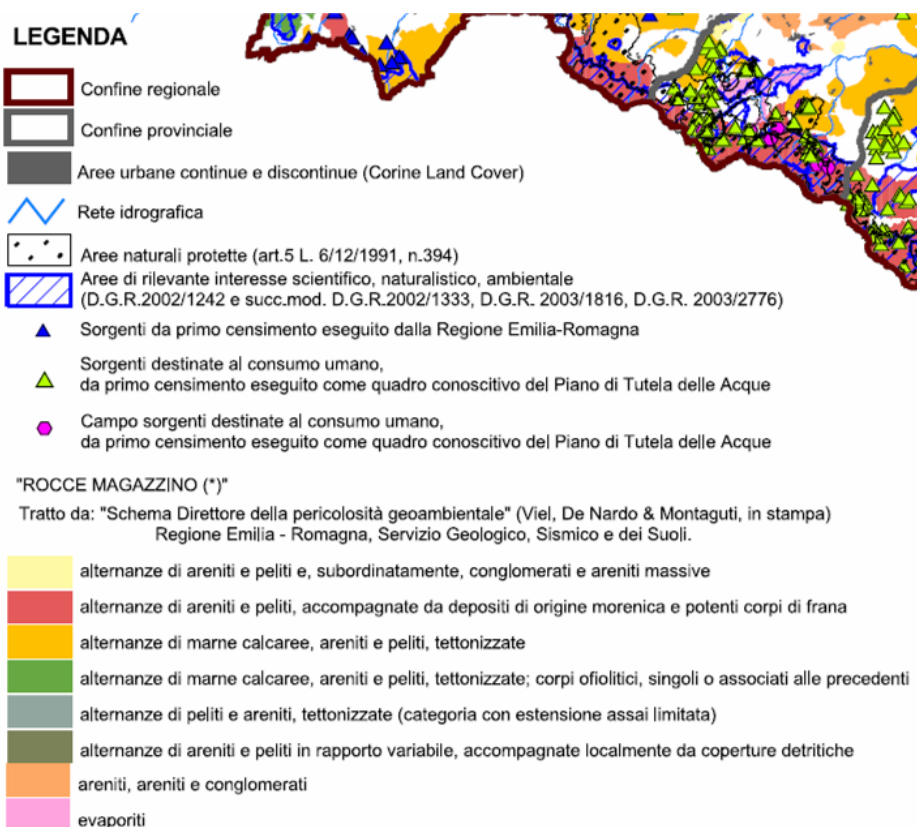 LEGENDA
Confine regionale
Confine provinciale
Aree urbane continue e discontinue (Corine Land Cover)
Rete idrografica
Aree naturali protette (art.5 L. 6/12/1991, n.394)
Aree di rilevante interesse scientifico, naturalistico, ambientale
(D.G.R.2002/1242 e succ.mod. D.G.R.2002/1333, D.G.R. 2003/1816, D.G.R. 2003/2776)
Sorgenti da primo censimento eseguito dalla Regione Emilia-Romagna
Sorgenti destinate al consumo umano,
da primo censimento eseguito come quadro conoscitivo del Piano di Tutela delle Acque
Campo sorgenti destinate al consumo umano,
da primo censimento eseguito come quadro conoscitivo del Piano di Tutela delle Acque
"ROCCE MAGAZZINO (*)"
Tratto da: "Schema Direttore della pericolosità geoambientale" (Viel, De Nardo & Montaguti, in stampa)
Regione Emilia - Romagna, Servizio Geologico, Sismico e dei Suoli.
alternanze di areniti e peliti e, subordinatamente, conglomerati e areniti massive
alternanze di areniti e peliti, accompagnate da depositi di origine morenica e potenti corpi di frana
alternanze di marne calcaree, areniti e peliti, tettonizzate
alternanze di marne calcaree, areniti e peliti, tettonizzate; corpi ofiolitici, singoli o associati alle precedenti
alternanze di peliti e areniti, tettonizzate (categoria con estensione assai limitata)
alternanze di areniti e peliti in rapporto variabile, accompagnate localmente da coperture detritiche
areniti, areniti e conglomerati
evaporiti